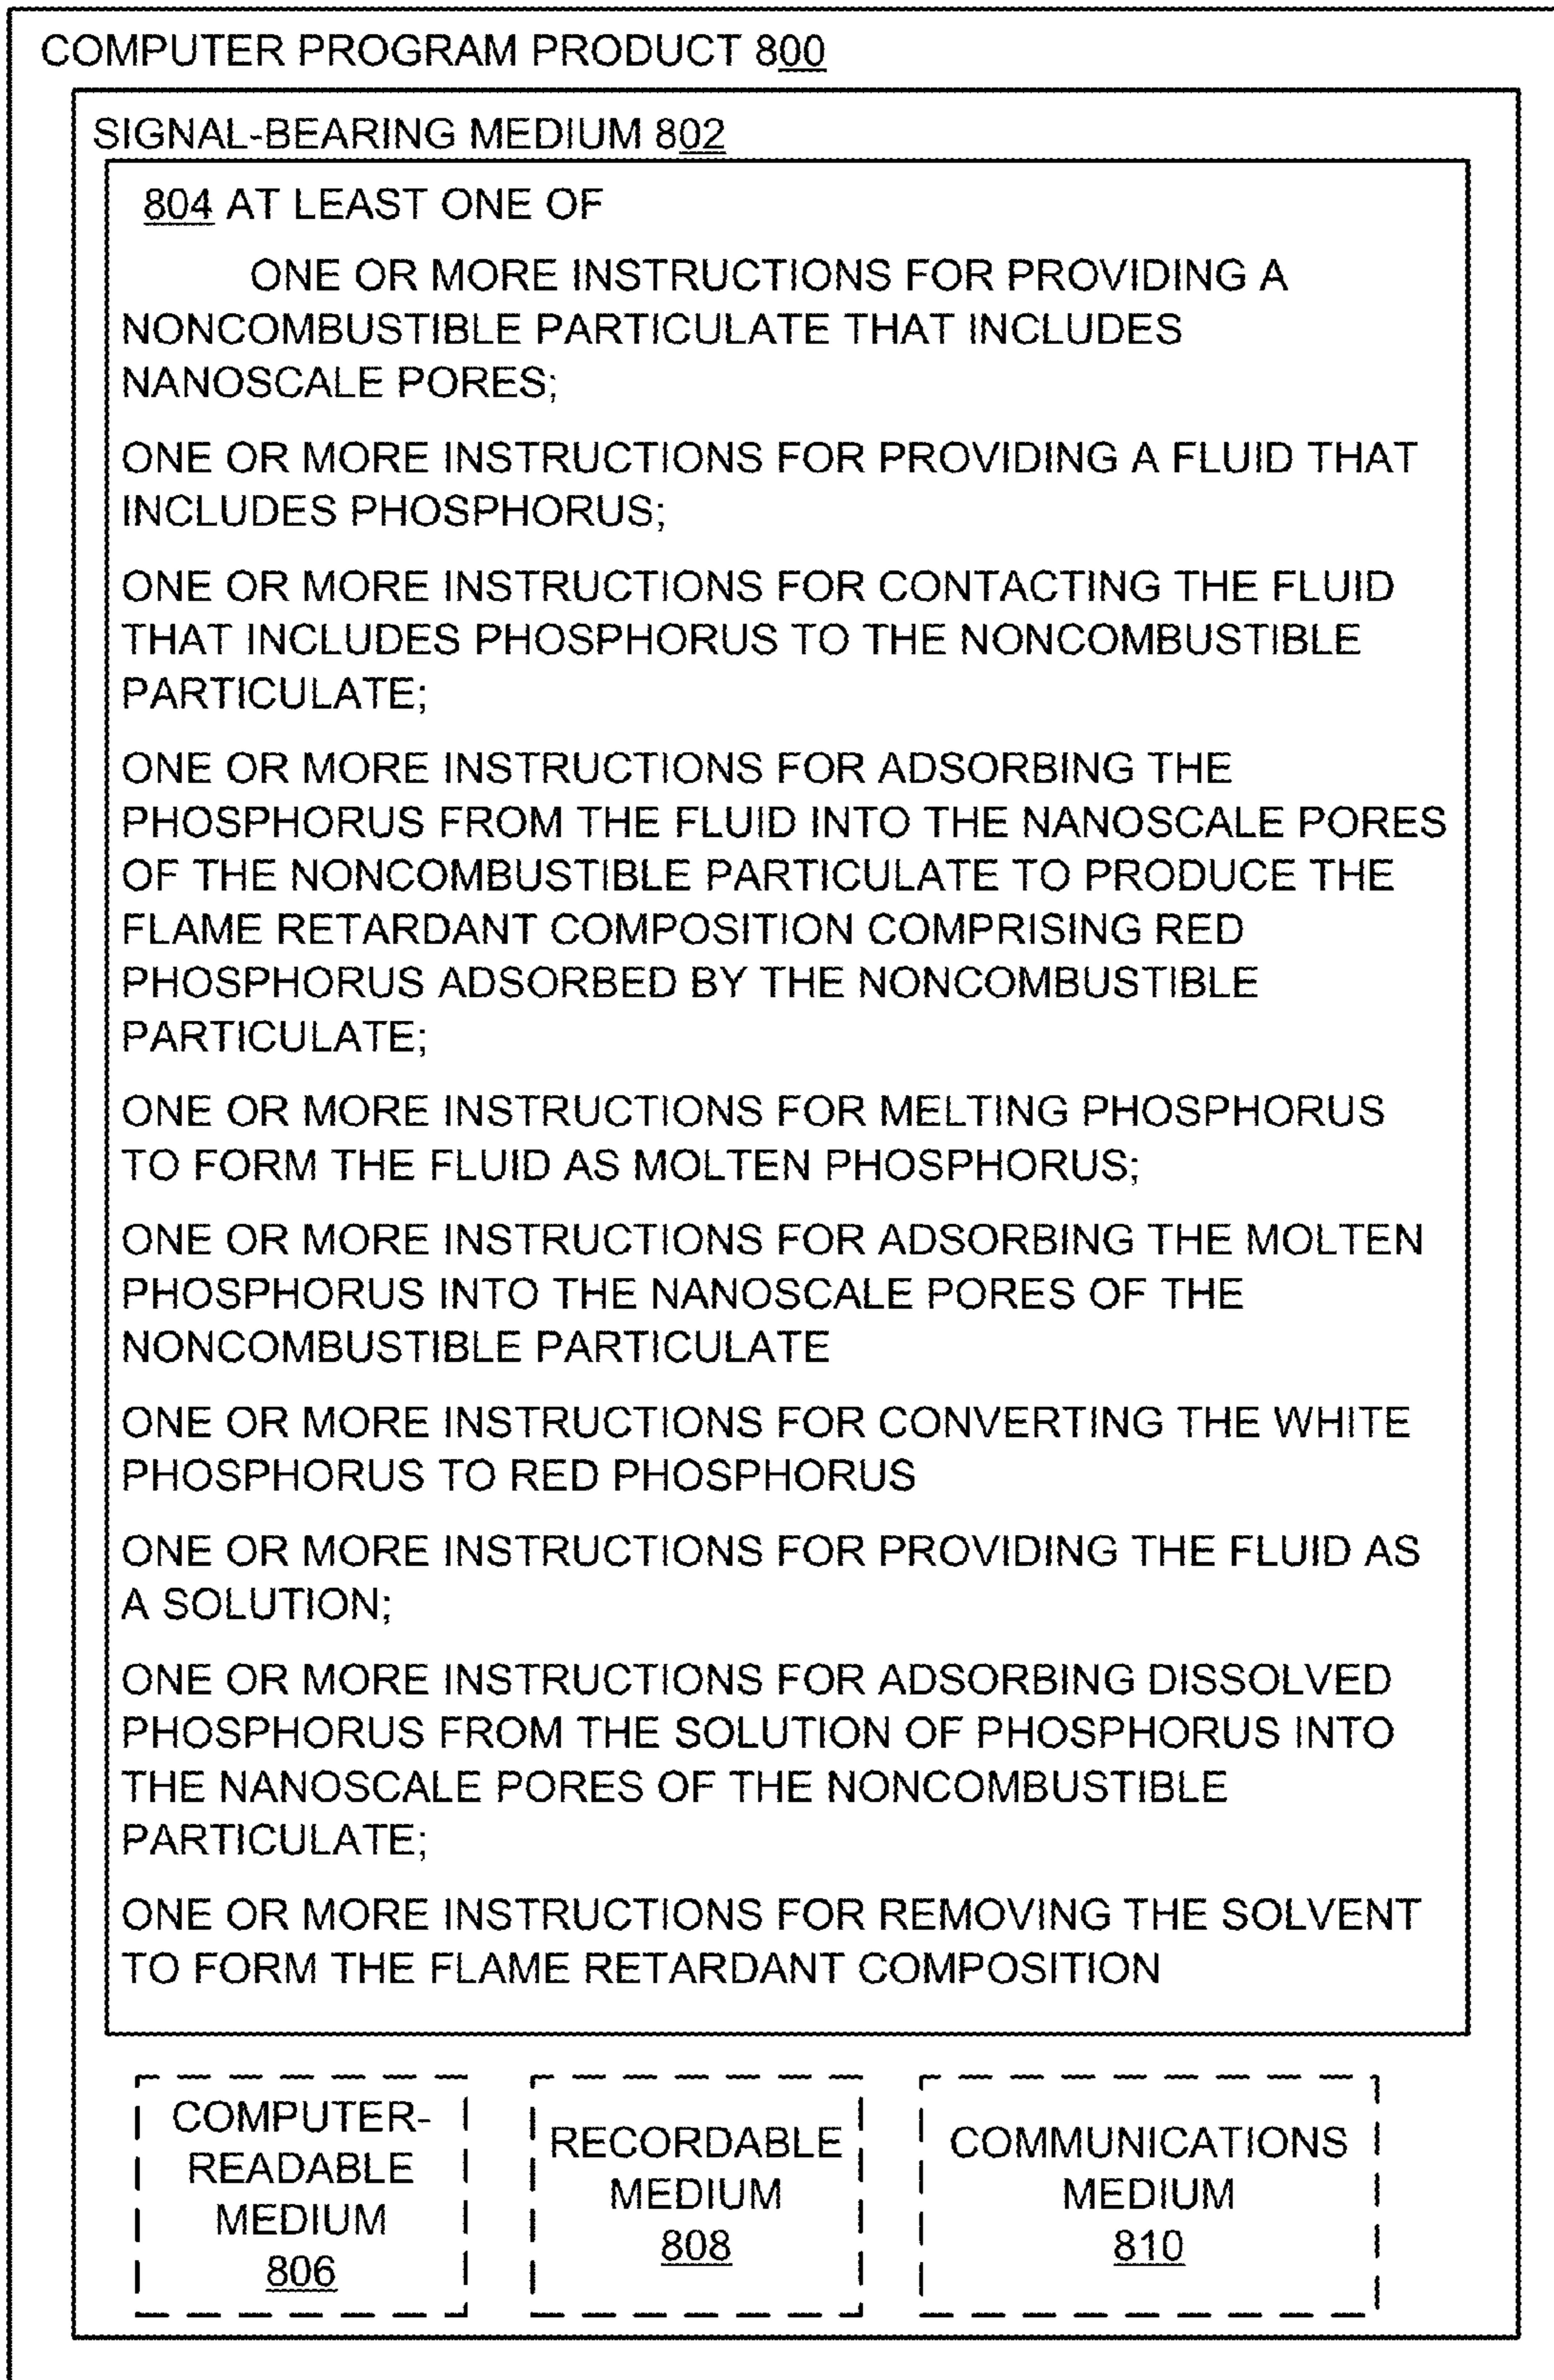 COMPUTER PROGRAM PRODUCT 800
SIGNAL-BEARING MEDIUM 802
804 AT LEAST ONE OF
ONE OR MORE INSTRUCTIONS FOR PROVIDING A
NONCOMBUSTIBLE PARTICULATE THAT INCLUDES
NANOSCALE PORES;
ONE OR MORE INSTRUCTIONS FOR PROVIDING A FLUID THAT
INCLUDES PHOSPHORUS;
ONE OR MORE INSTRUCTIONS FOR CONTACTING THE FLUID
THAT INCLUDES PHOSPHORUS TO THE NONCOMBUSTIBLE
PARTICULATE;
ONE OR MORE INSTRUCTIONS FOR ADSORBING THE
PHOSPHORUS FROM THE FLUID INTO THE NANOSCALE PORES
OF THE NONCOMBUSTIBLE PARTICULATE TO PRODUCE THE
FLAME RETARDANT COMPOSITION COMPRISING RED
PHOSPHORUS ADSORBED BY THE NONCOMBUSTIBLE
PARTICULATE;
ONE OR MORE INSTRUCTIONS FOR MELTING PHOSPHORUS
TO FORM THE FLUID AS MOLTEN PHOSPHORUS;
ONE OR MORE INSTRUCTIONS FOR ADSORBING THE MOLTEN
PHOSPHORUS INTO THE NANOSCALE PORES OF THE
NONCOMBUSTIBLE PARTICULATE
ONE OR MORE INSTRUCTIONS FOR CONVERTING THE WHITE
PHOSPHORUS TO RED PHOSPHORUS
ONE OR MORE INSTRUCTIONS FOR PROVIDING THE FLUID AS
A SOLUTION;
ONE OR MORE INSTRUCTIONS FOR ADSORBING DISSOLVED
PHOSPHORUS FROM THE SOLUTION OF PHOSPHORUS INTO
THE NANOSCALE PORES OF THE NONCOMBUSTIBLE
PARTICULATE;
ONE OR MORE INSTRUCTIONS FOR REMOVING THE SOLVENT
TO FORM THE FLAME RETARDANT COMPOSITION
COMPUTER-
READABLE
MEDIUM
806
RECORDABLE
MEDIUM
808
COMMUNICATIONS
MEDIUM
810